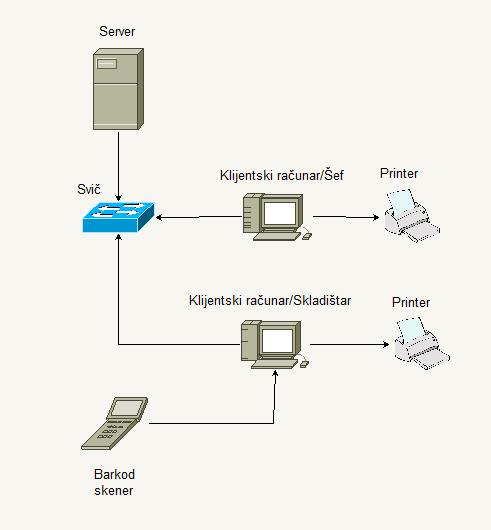 Server
Svič
Klijentski računar/Šef
Printer
Klijentski računar/Skladištar
Printer
Barkod
skener